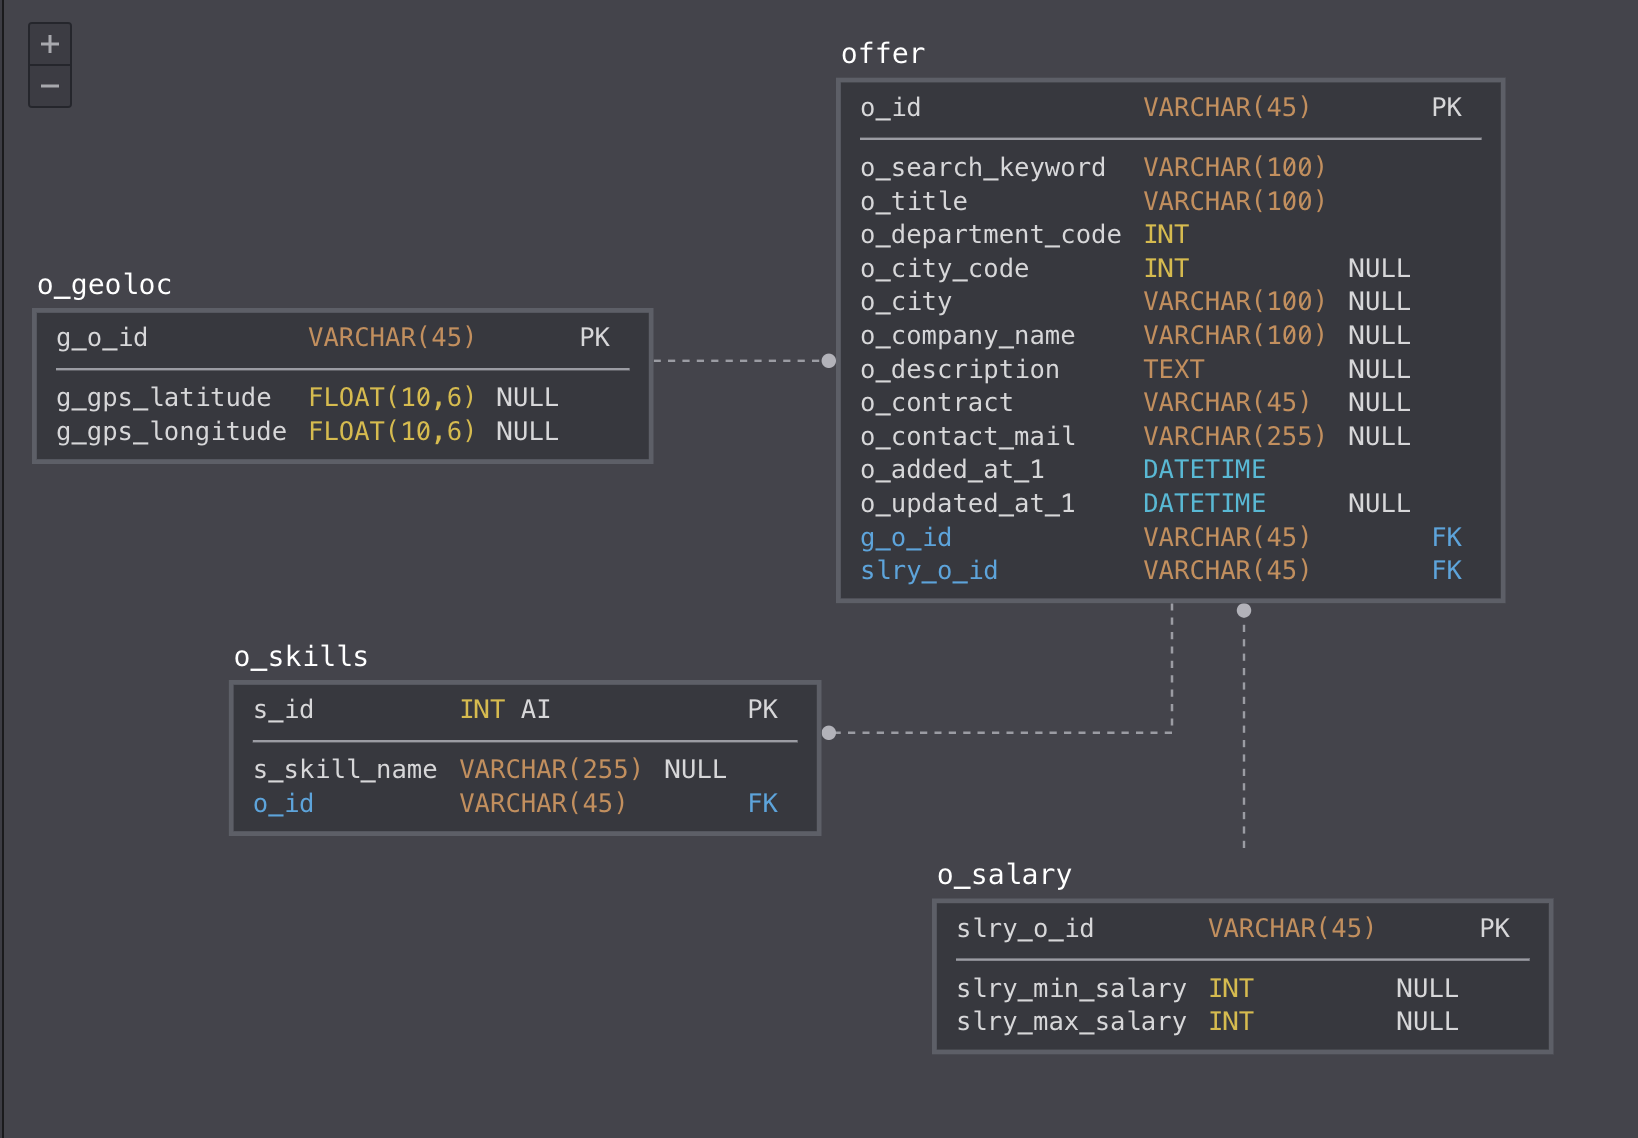 +
−
offer
o_id VARCHAR(45) PK
o_search_keyword VARCHAR(100)
o_title VARCHAR(100)
o_department_code INT
o_city_code INT NULL
o_city VARCHAR(100) NULL
o_company_name VARCHAR(100) NULL
o_description TEXT NULL
o_contract VARCHAR(45) NULL
o_contact_mail VARCHAR(255) NULL
o_added_at_1 DATETIME
o_updated_at_1 DATETIME NULL
g_o_id VARCHAR(45) FK
slry_o_id VARCHAR(45) FK
o_geoloc
g_o_id VARCHAR(45) PK
g_gps_latitude FLOAT(10,6) NULL
g_gps_longitude FLOAT(10,6) NULL
o_skills
s_id INT AI PK
s_skill_name VARCHAR(255) NULL
o_id VARCHAR(45) FK
o_salary
slry_o_id VARCHAR(45) PK
slry_min_salary INT NULL
slry_max_salary INT NULL